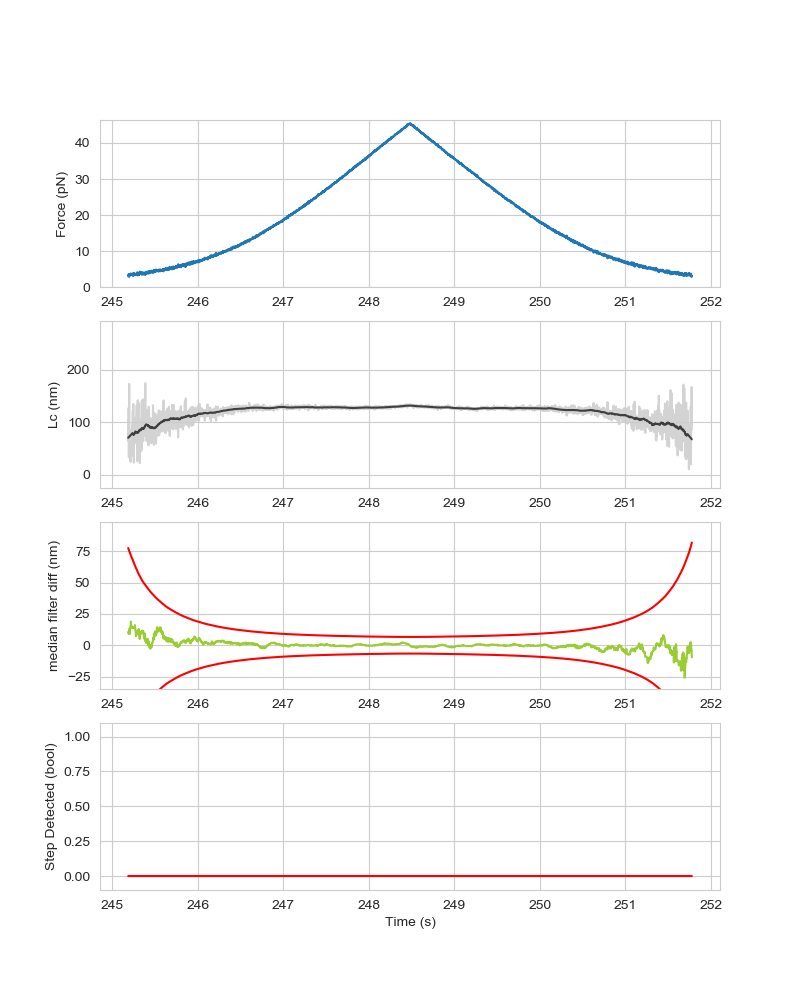 Force (pN)
40
30
20
10
0
245 246 247 248 249 250 251 252
Lc (nm)
200
100
0
245 246 247 248 249 250 251 252
median filter diff (nm)
75
50
25
0
−25
245 246 247 248 249 250 251 252
Step Detected (bool)
1.00
0.75
0.50
0.25
0.00
245 246 247 248 249 250 251 252
Time (s)